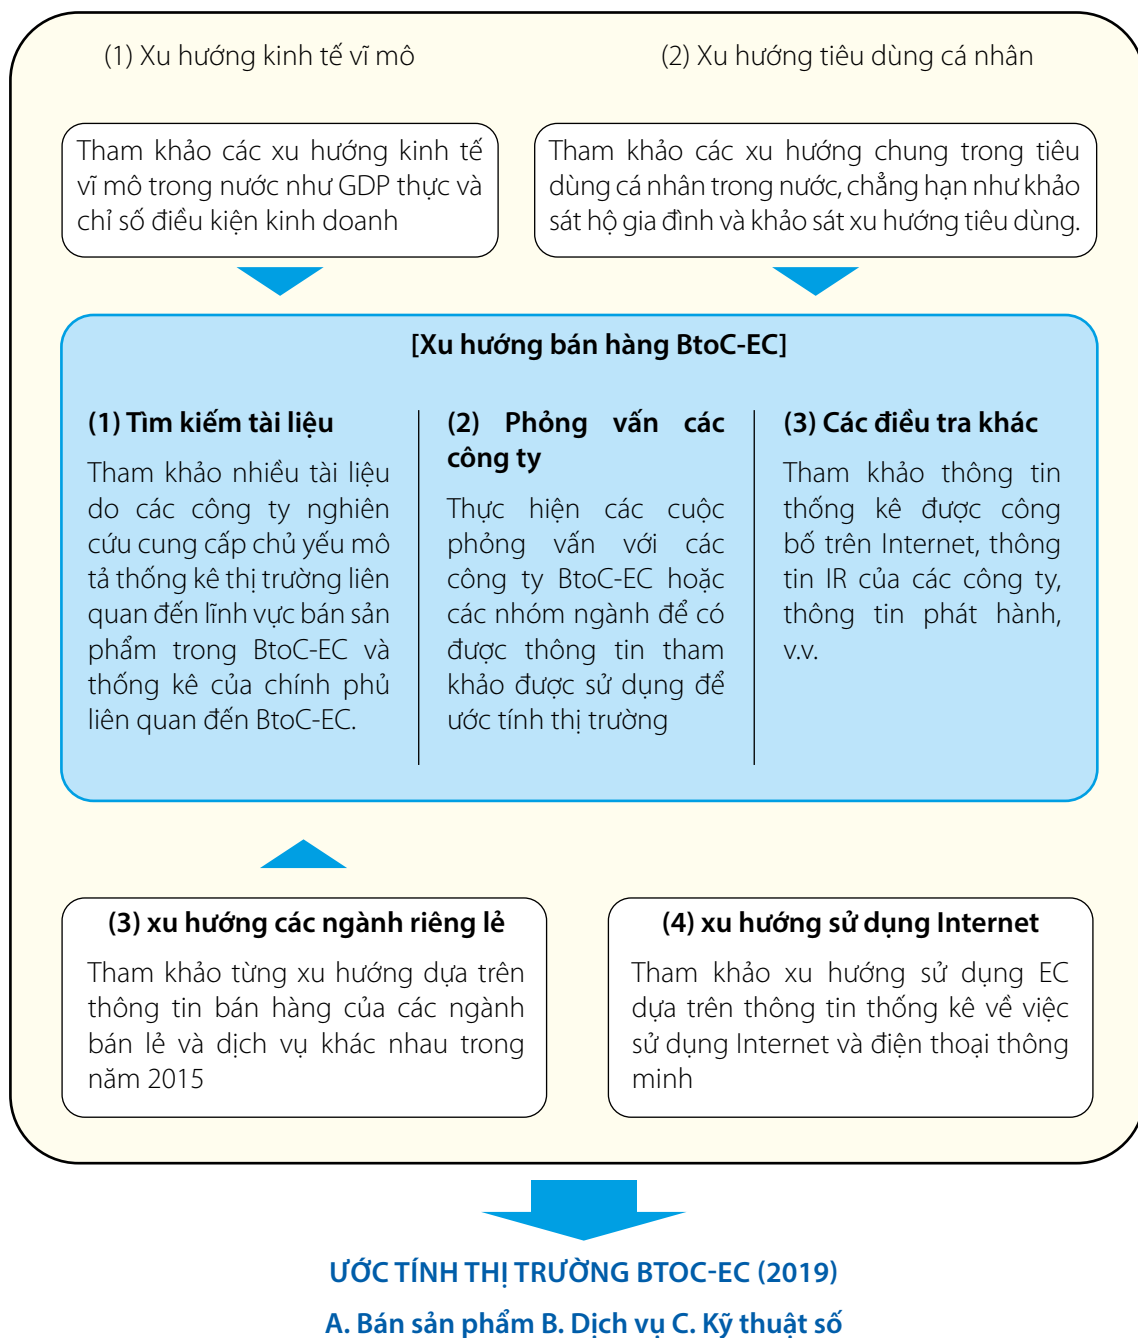 (1) Xu hướng kinh tế vĩ mô
(2) Xu hướng tiêu dùng cá nhân
Tham khảo các xu hướng kinh tế
vĩ mô trong nước như GDP thực và
chỉ số điều kiện kinh doanh
Tham khảo các xu hướng chung trong tiêu
dùng cá nhân trong nước, chẳng hạn như khảo
sát hộ gia đình và khảo sát xu hướng tiêu dùng.
[Xu hướng bán hàng BtoC-EC]
(1) Tìm kiếm tài liệu
Tham khảo nhiều tài liệu
do các công ty nghiên
cứu cung cấp chủ yếu mô
tả thống kê thị trường liên
quan đến lĩnh vực bán sản
phẩm trong BtoC-EC và
thống kê của chính phủ
liên quan đến BtoC-EC.
(2) Phỏng vấn các
công ty
Thực hiện các cuộc
phỏng vấn với các
công ty BtoC-EC hoặc
các nhóm ngành để có
được thông tin tham
khảo được sử dụng để
ước tính thị trường
(3) Các điều tra khác
Tham khảo thông tin
thống kê được công
bố trên Internet, thông
tin IR của các công ty,
thông tin phát hành,
v.v.
(3) xu hướng các ngành riêng lẻ
Tham khảo từng xu hướng dựa trên
thông tin bán hàng của các ngành
bán lẻ và dịch vụ khác nhau trong
năm 2015
(4) xu hướng sử dụng Internet
Tham khảo xu hướng sử dụng EC
dựa trên thông tin thống kê về việc
sử dụng Internet và điện thoại thông
minh
ƯỚC TÍNH THỊ TRƯỜNG BTOC-EC (2019)
A. Bán sản phẩm B. Dịch vụ C. Kỹ thuật số